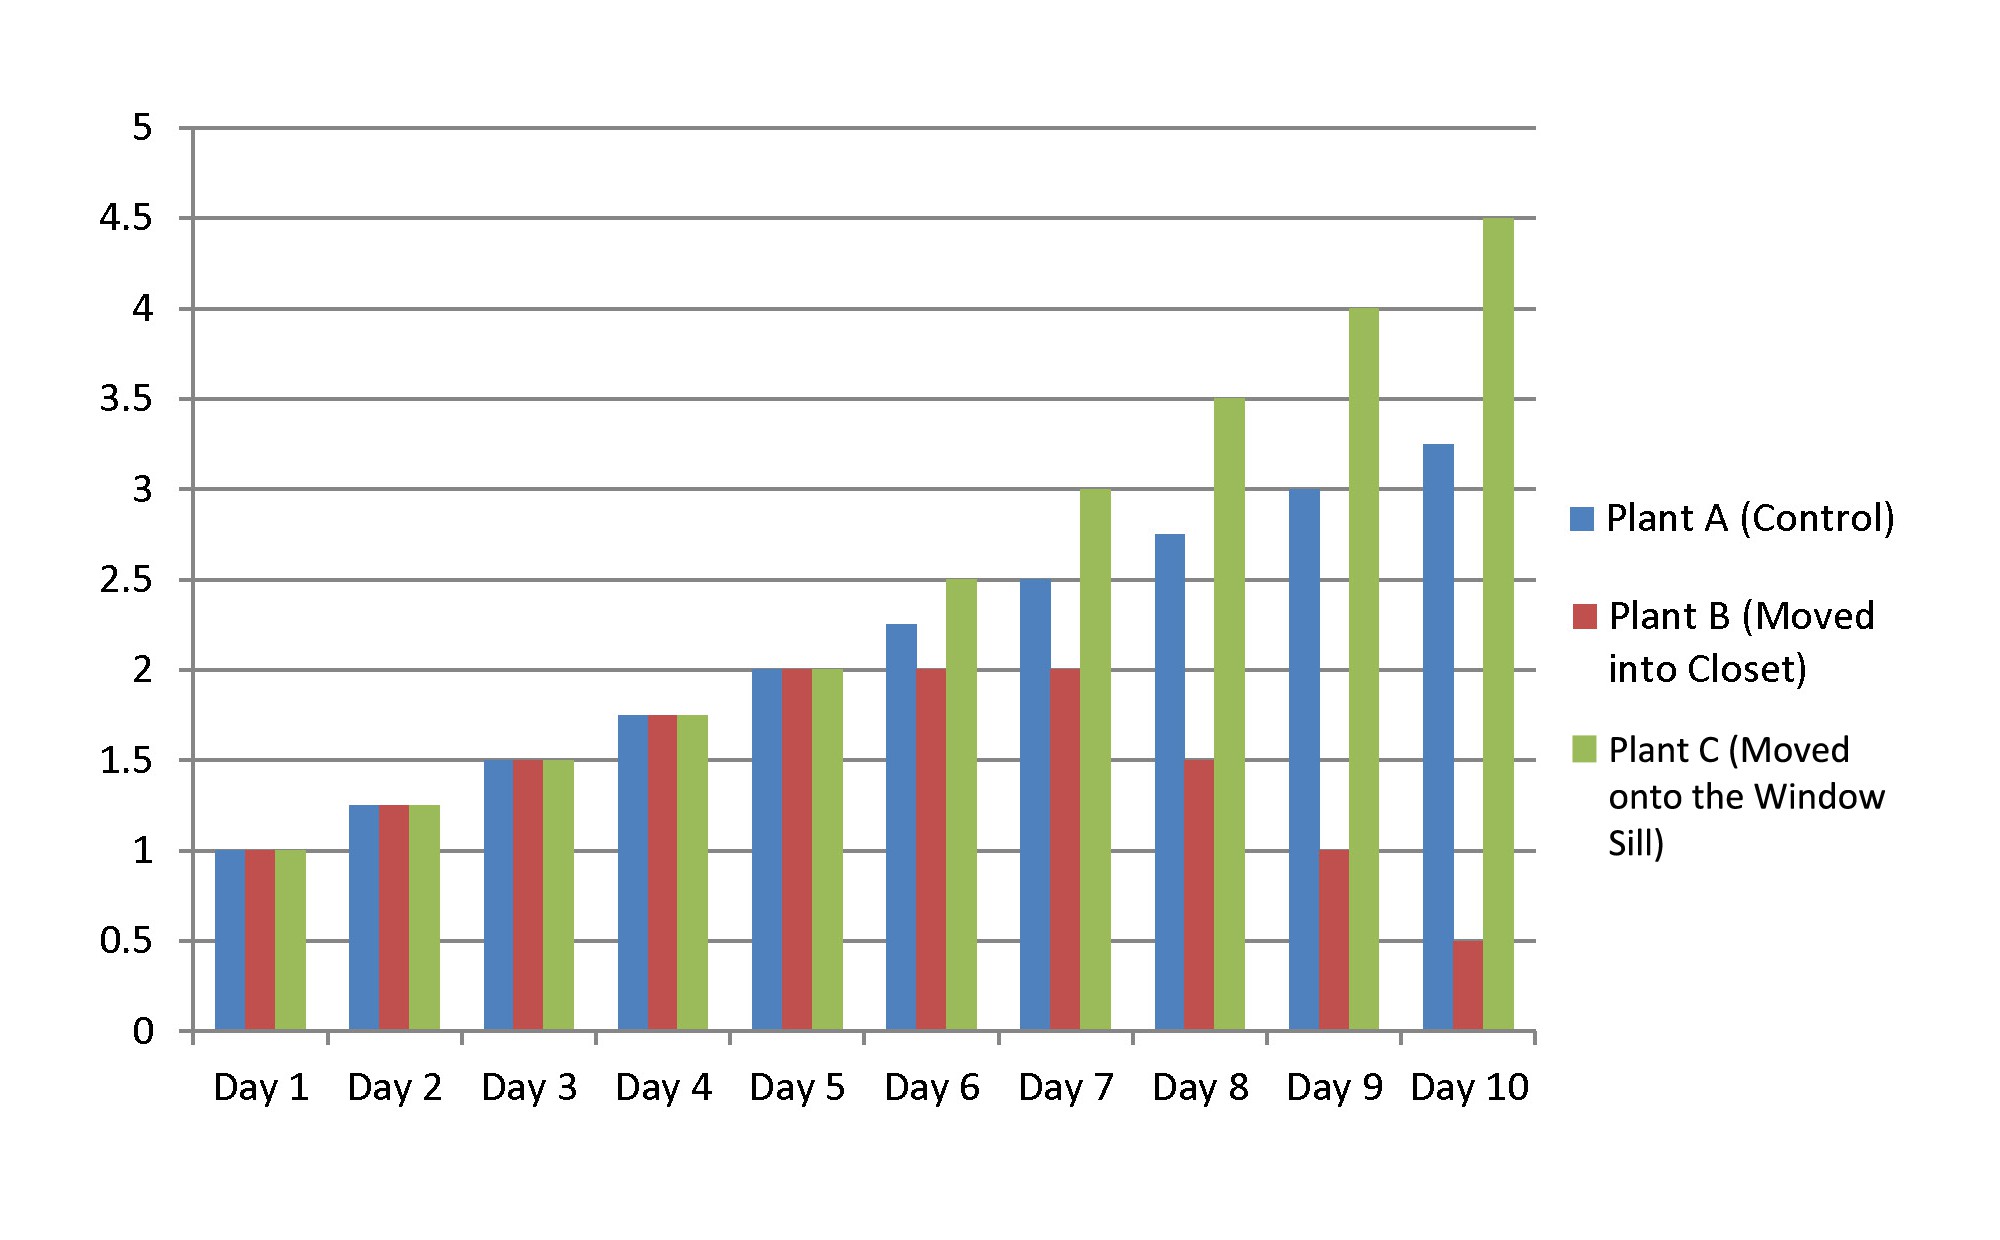 5
4.5
4
3.5
3
2.5
2
1.5
1
0.5
0
Day 1 Day 2 Day 3 Day 4 Day 5 Day 6 Day 7 Day 8 Day 9 Day 10
Plant A (Control)
Plant B (Moved
into Closet)
Plant C (Moved
onto the Window
Sill)